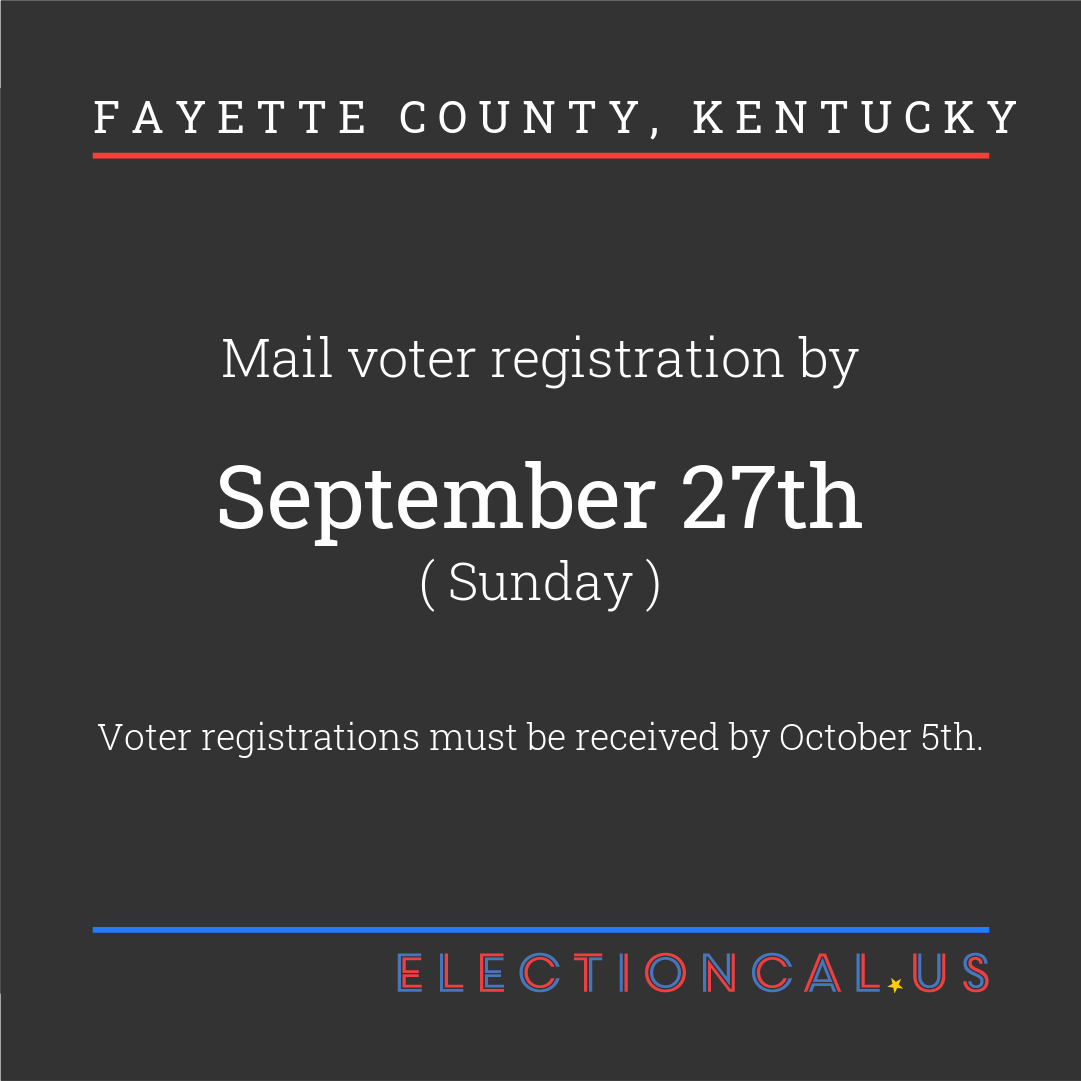 FAYETTE COUNTY, KENTUCKY
Mail voter registration by
September 27th
( Sunday )
Voter registrations must be received by October 5th.
ELECTIONCAL.US